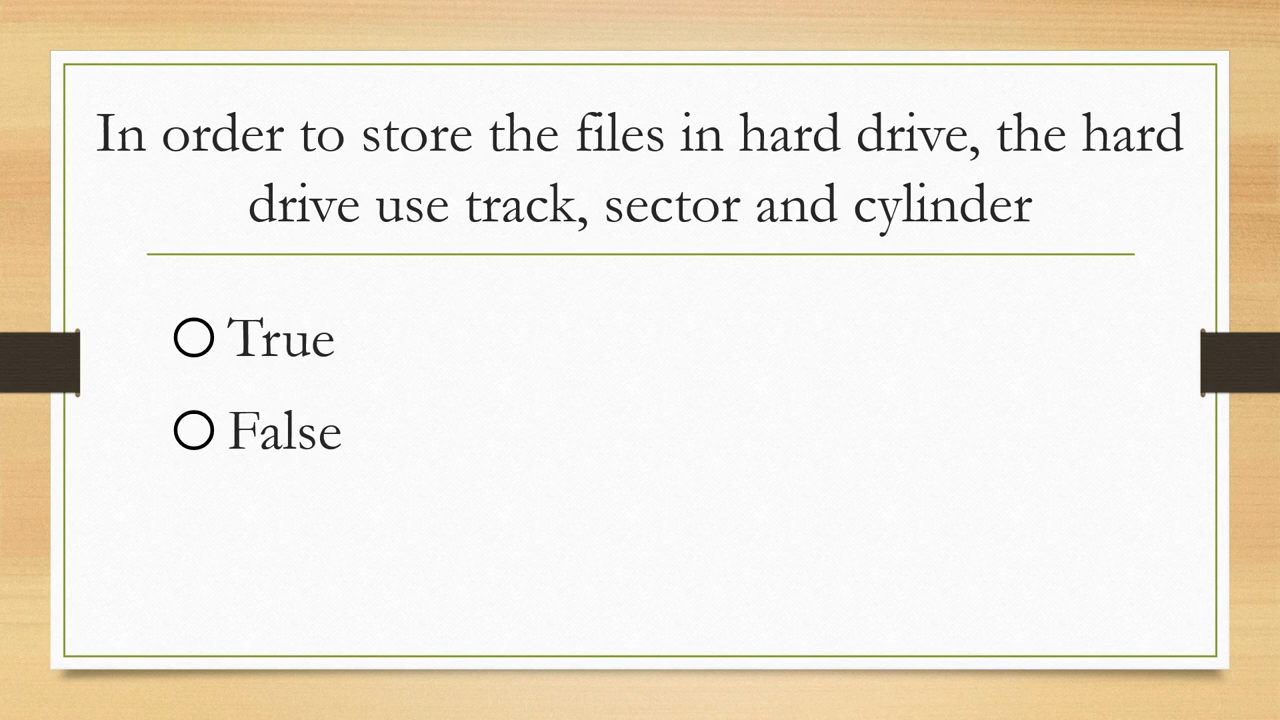 In order to store the files in hard drive, the hard
drive use track, sector and cylinder
True
False